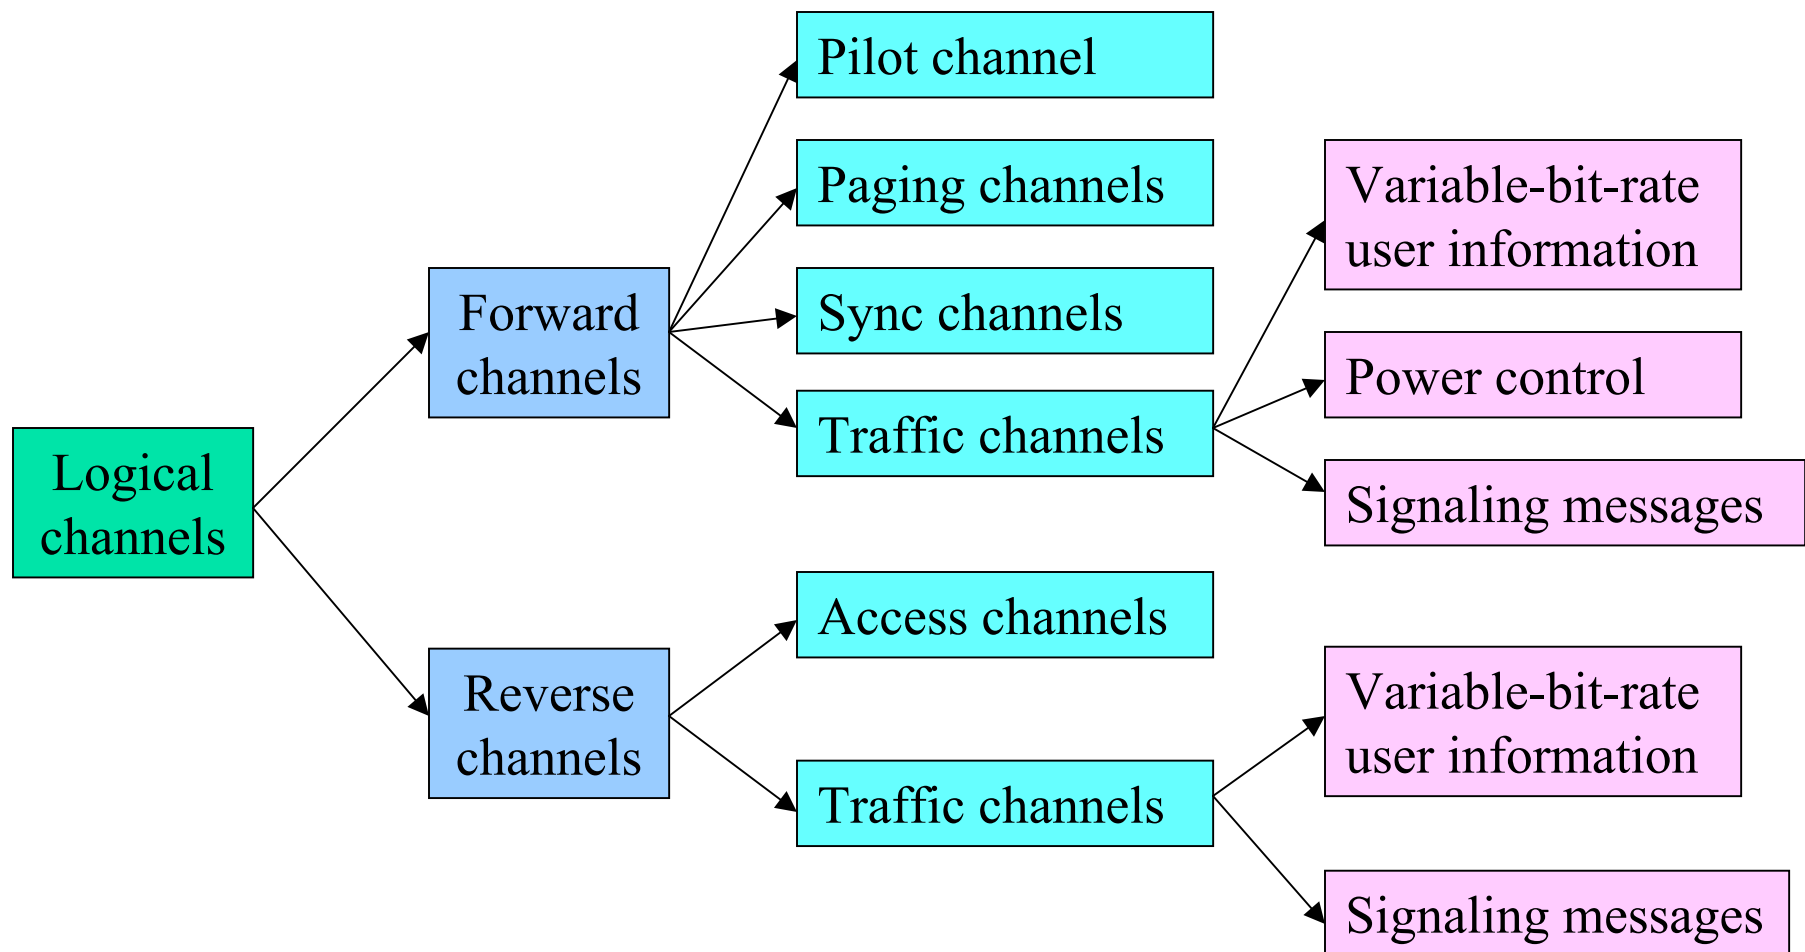 Pilot channel
Paging channels
Variable-bit-rate
user information
Forward
channels
Sync channels
Power control
Traffic channels
Logical
channels
Signaling messages
Access channels
Reverse
channels
Variable-bit-rate
user information
Traffic channels
Signaling messages